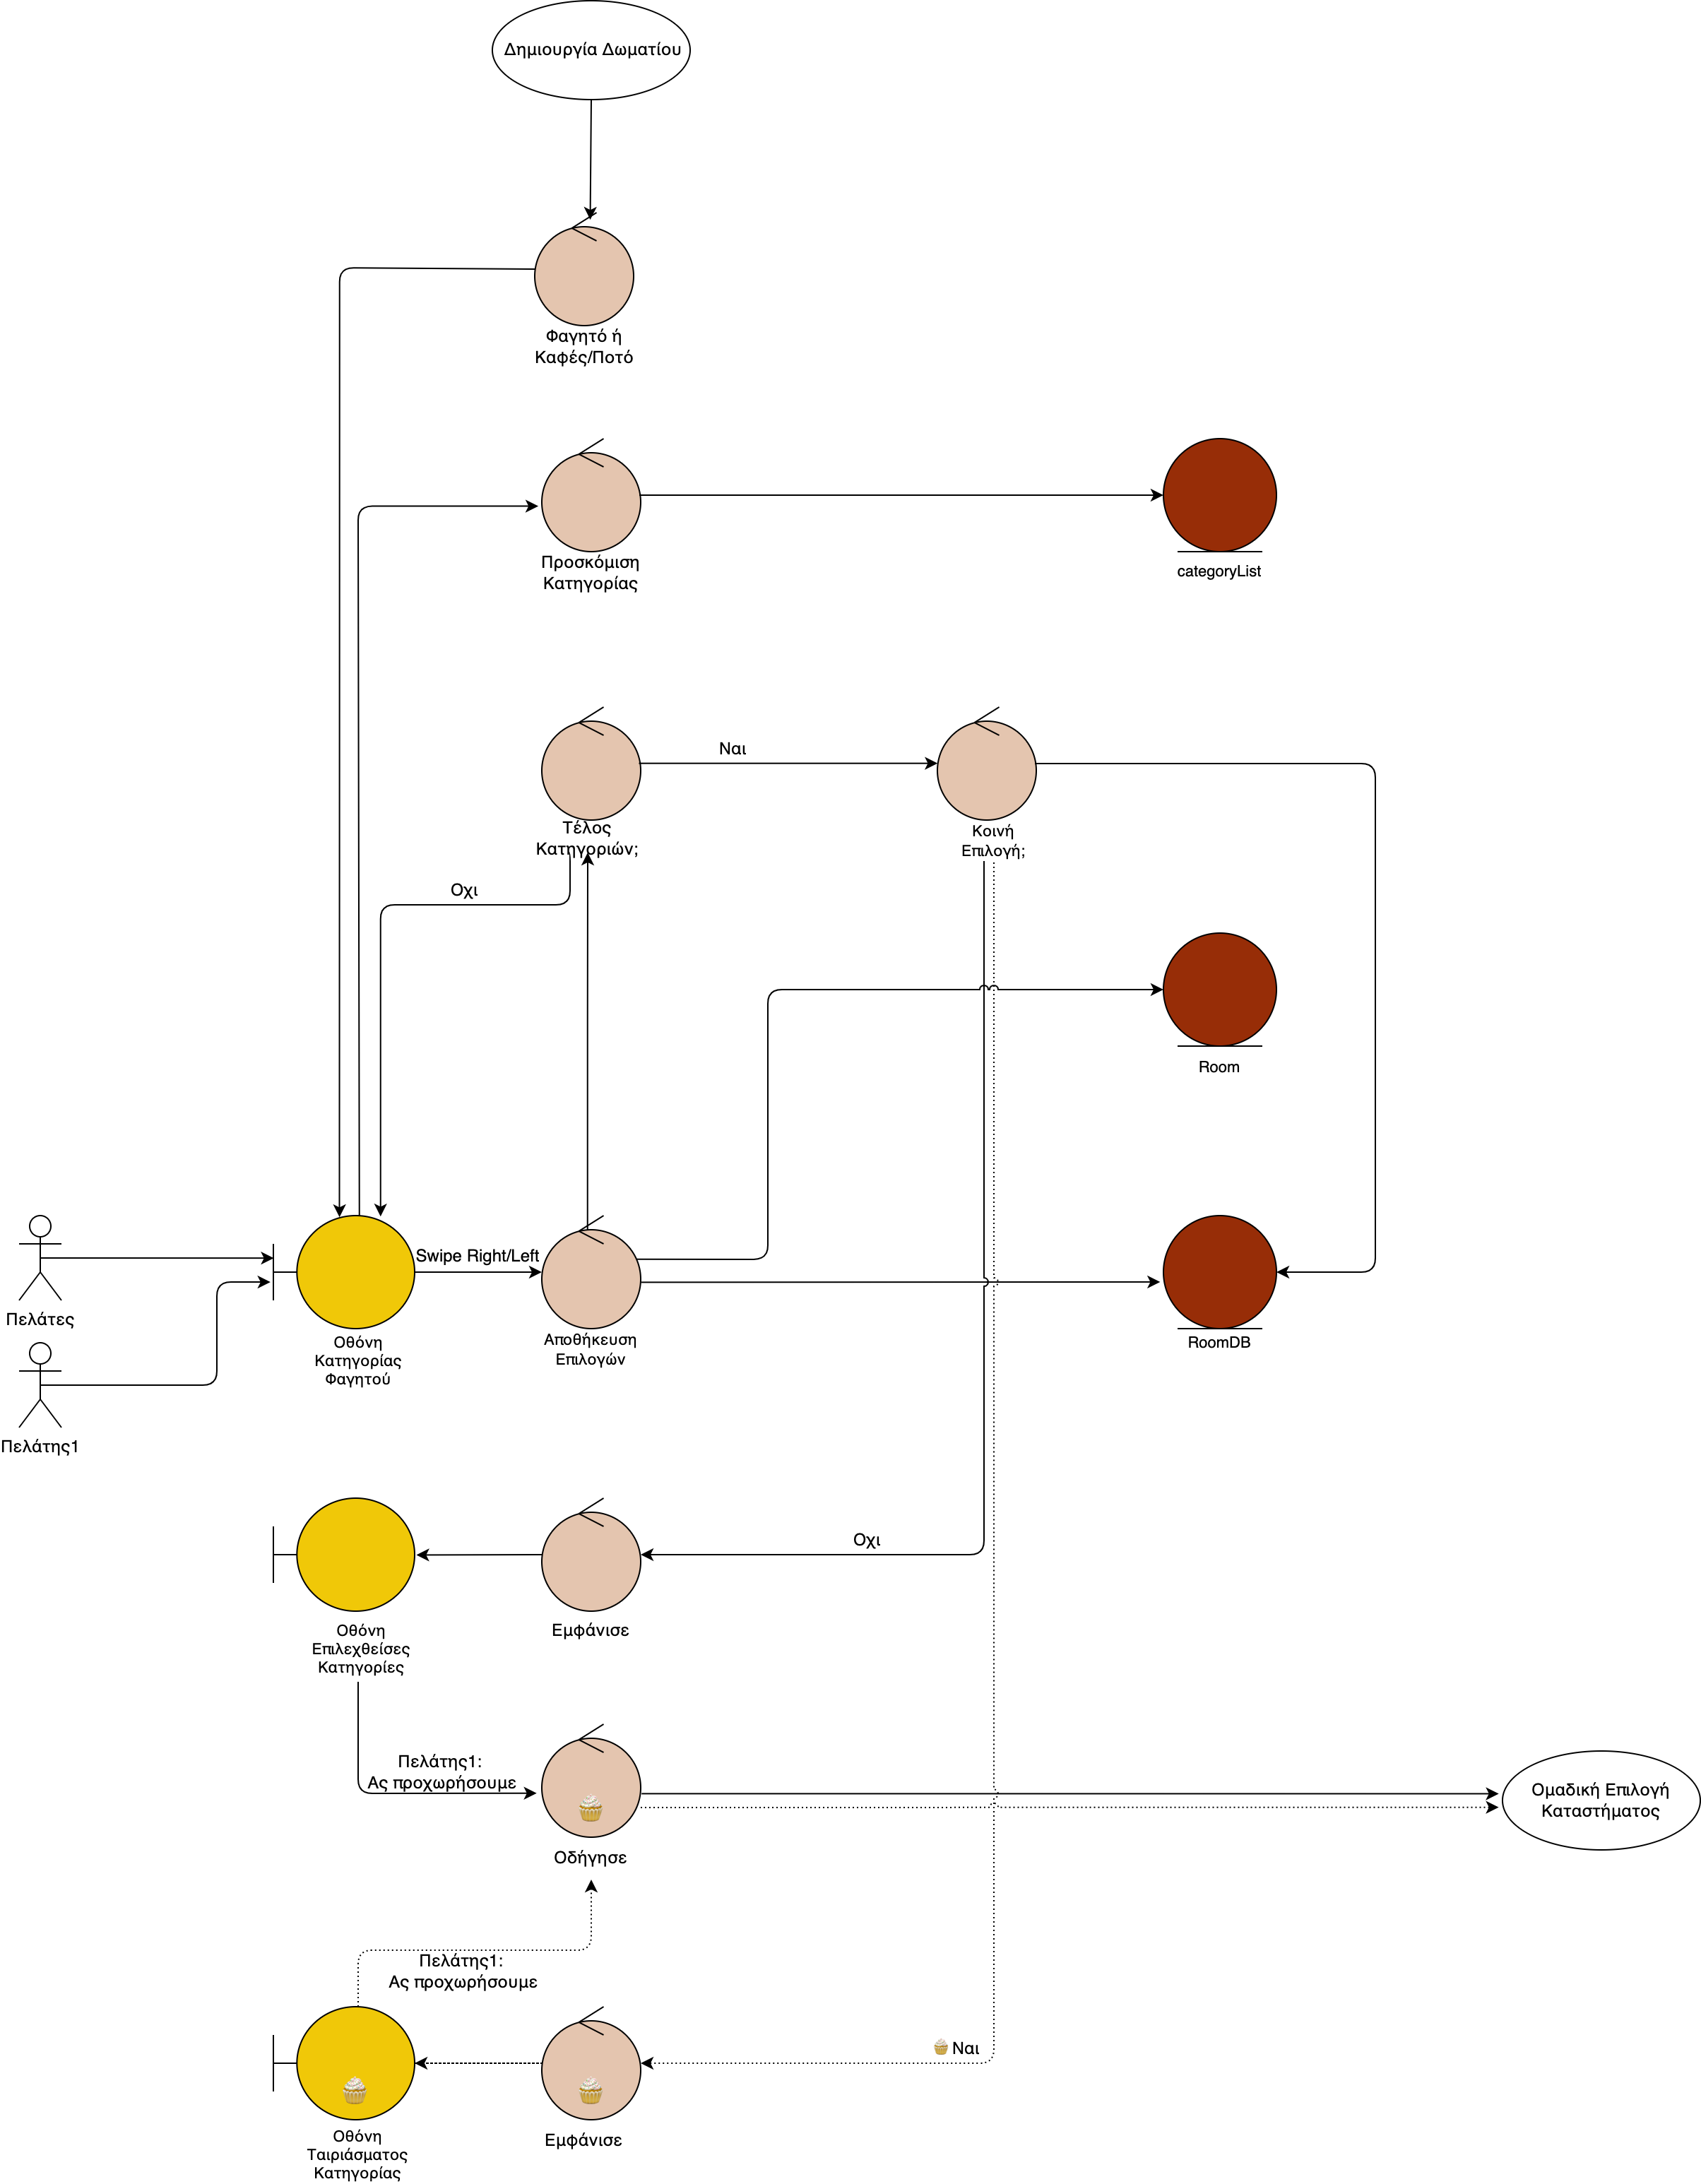 Δημιουργία Δωματίου
Φαγητό ή
Καφές/Ποτό
Προσκόμιση
Κατηγορίας
categoryList
Ναι
Τέλος
Κατηγοριών;
Κοινή
Επιλογή;
Οχι
Room
Swipe Right/Left
Πελάτες
Οθόνη
Κατηγορίας
Φαγητού
Αποθήκευση
Επιλογών
RoomDB
Πελάτης1
Οχι
Οθόνη
Επιλεχθείσες
Κατηγορίες
Εμφάνισε
Πελάτης1:
Ας προχωρήσουμε
Ομαδική Επιλογή
Καταστήματος
Οδήγησε
Πελάτης1:
Ας προχωρήσουμε
🧁 Ναι
Οθόνη
Ταιριάσματος
Κατηγορίας
Εμφάνισε